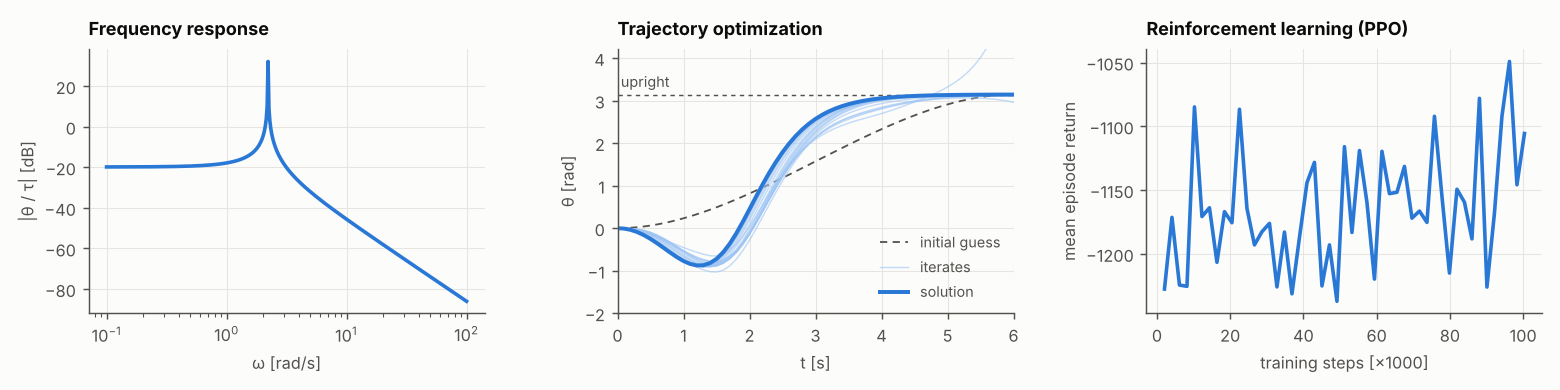 Frequency response
20
0
−20
−40
−60
−80
|θ / τ| [dB]
10⁻¹
10⁰
10¹
10²
ω [rad/s]
Trajectory optimization
4
3
2
1
0
−1
−2
θ [rad]
upright
initial guess
iterates
solution
0 1 2 3 4 5 6
t [s]
Reinforcement learning (PPO)
−1050
−1100
−1150
−1200
mean episode return
0 20 40 60 80 100
training steps [×1000]